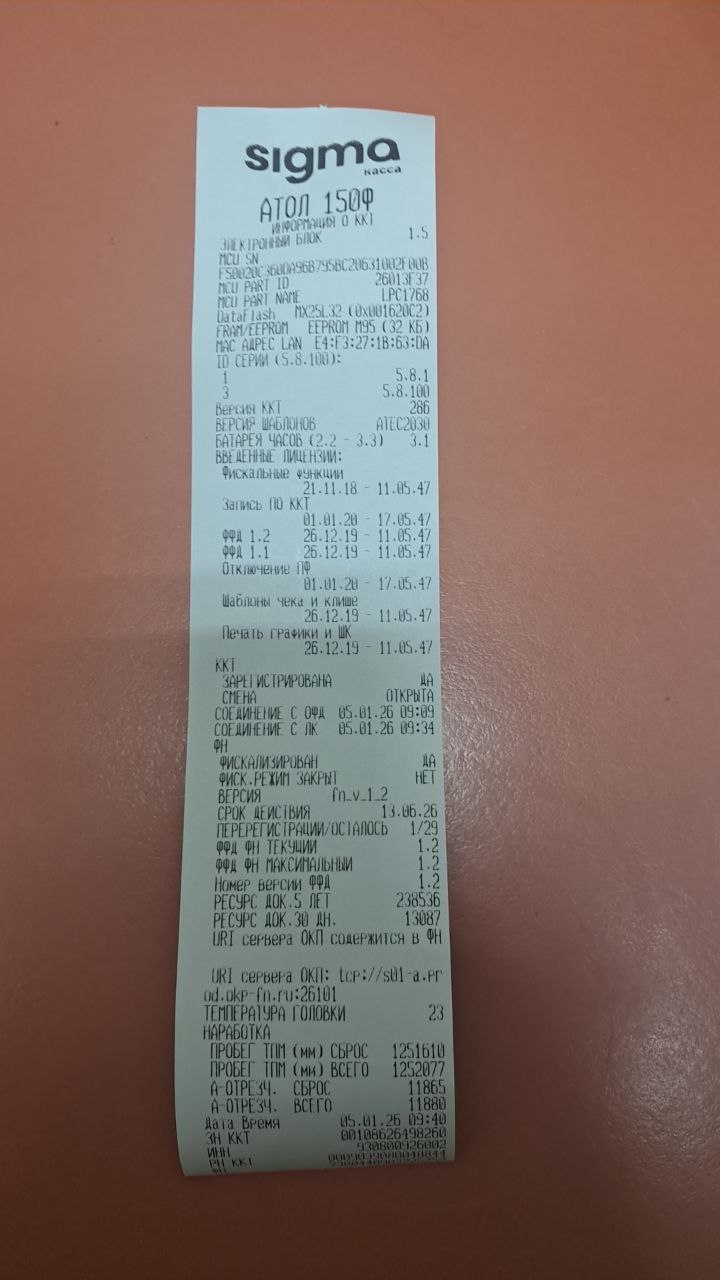 sigma
касса
АТОЛ 150Ф
ИНФОРМАЦИЯ О ККТ
ЭЛЕКТРОННЫЙ БЛОК 1.5
MCU SN
F50020C360DA96B795BC20631002F00B
MCU PART ID 26013F37
MCU PART NAME LPC1768
DataFlash MX25L32 (0x001620C2)
FRAM/EEPROM EEPROM M95 (32 КБ)
MAC АДРЕС LAN E4:F3:27:1B:63:DA
ID СЕРИИ (5.8.100):
1 5.8.1
3 5.8.100
Версия ККТ 286
ВЕРСИЯ ШАБЛОНОВ ATEC2030
БАТАРЕЯ ЧАСОВ (2.2 - 3.3) 3.1
ВВЕДЕННЫЕ ЛИЦЕНЗИИ:
Фискальные функции
21.11.18 - 11.05.47
Запись ПО ККТ
01.01.20 - 17.05.47
ФФД 1.2 26.12.19 - 11.05.47
ФФД 1.1 26.12.19 - 11.05.47
Отключение ПФ
01.01.20 - 17.05.47
Шаблоны чека и клише
26.12.19 - 11.05.47
Печать графики и ШК
26.12.19 - 11.05.47
ККТ
ЗАРЕГИСТРИРОВАНА ДА
СМЕНА ОТКРЫТА
СОЕДИНЕНИЕ С ОФД 05.01.26 09:09
СОЕДИНЕНИЕ С ЛК 05.01.26 09:34
ФН
ФИСКАЛИЗИРОВАН ДА
ФИСК.РЕЖИМ ЗАКРЫТ НЕТ
ВЕРСИЯ fn_v_1_2
СРОК ДЕЙСТВИЯ 13.06.26
ПЕРЕРЕГИСТРАЦИИ/ОСТАЛОСЬ 1/29
ФФД ФН ТЕКУЩИЙ 1.2
ФФД ФН МАКСИМАЛЬНЫЙ 1.2
Номер версии ФФД 1.2
РЕСУРС ДОК.5 ЛЕТ 238536
РЕСУРС ДОК.30 ДН. 13087
URI сервера ОКП содержится в ФН
URI сервера ОКП: tcp://s01-a.pr
od.okp-fn.ru:26101
ТЕМПЕРАТУРА ГОЛОВКИ 23
НАРАБОТКА
ПРОБЕГ ТПМ (мм) СБРОС 1251610
ПРОБЕГ ТПМ (мм) ВСЕГО 1252077
А-ОТРЕЗЧ. СБРОС 11865
А-ОТРЕЗЧ. ВСЕГО 11880
Дата Время 05.01.26 09:40
ЗН ККТ 00108626498260
ИНН 930800926002
РН ККТ 0009039080048844
ФН